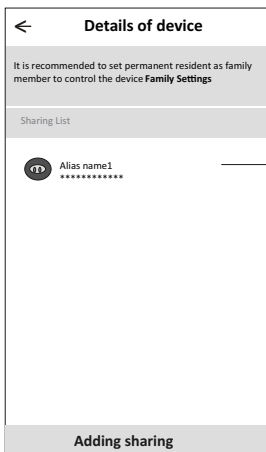 Details of device
It is recommended to set permanent resident as family
member to control the device Family Settings
Sharing List
Alias name1
************
Adding sharing